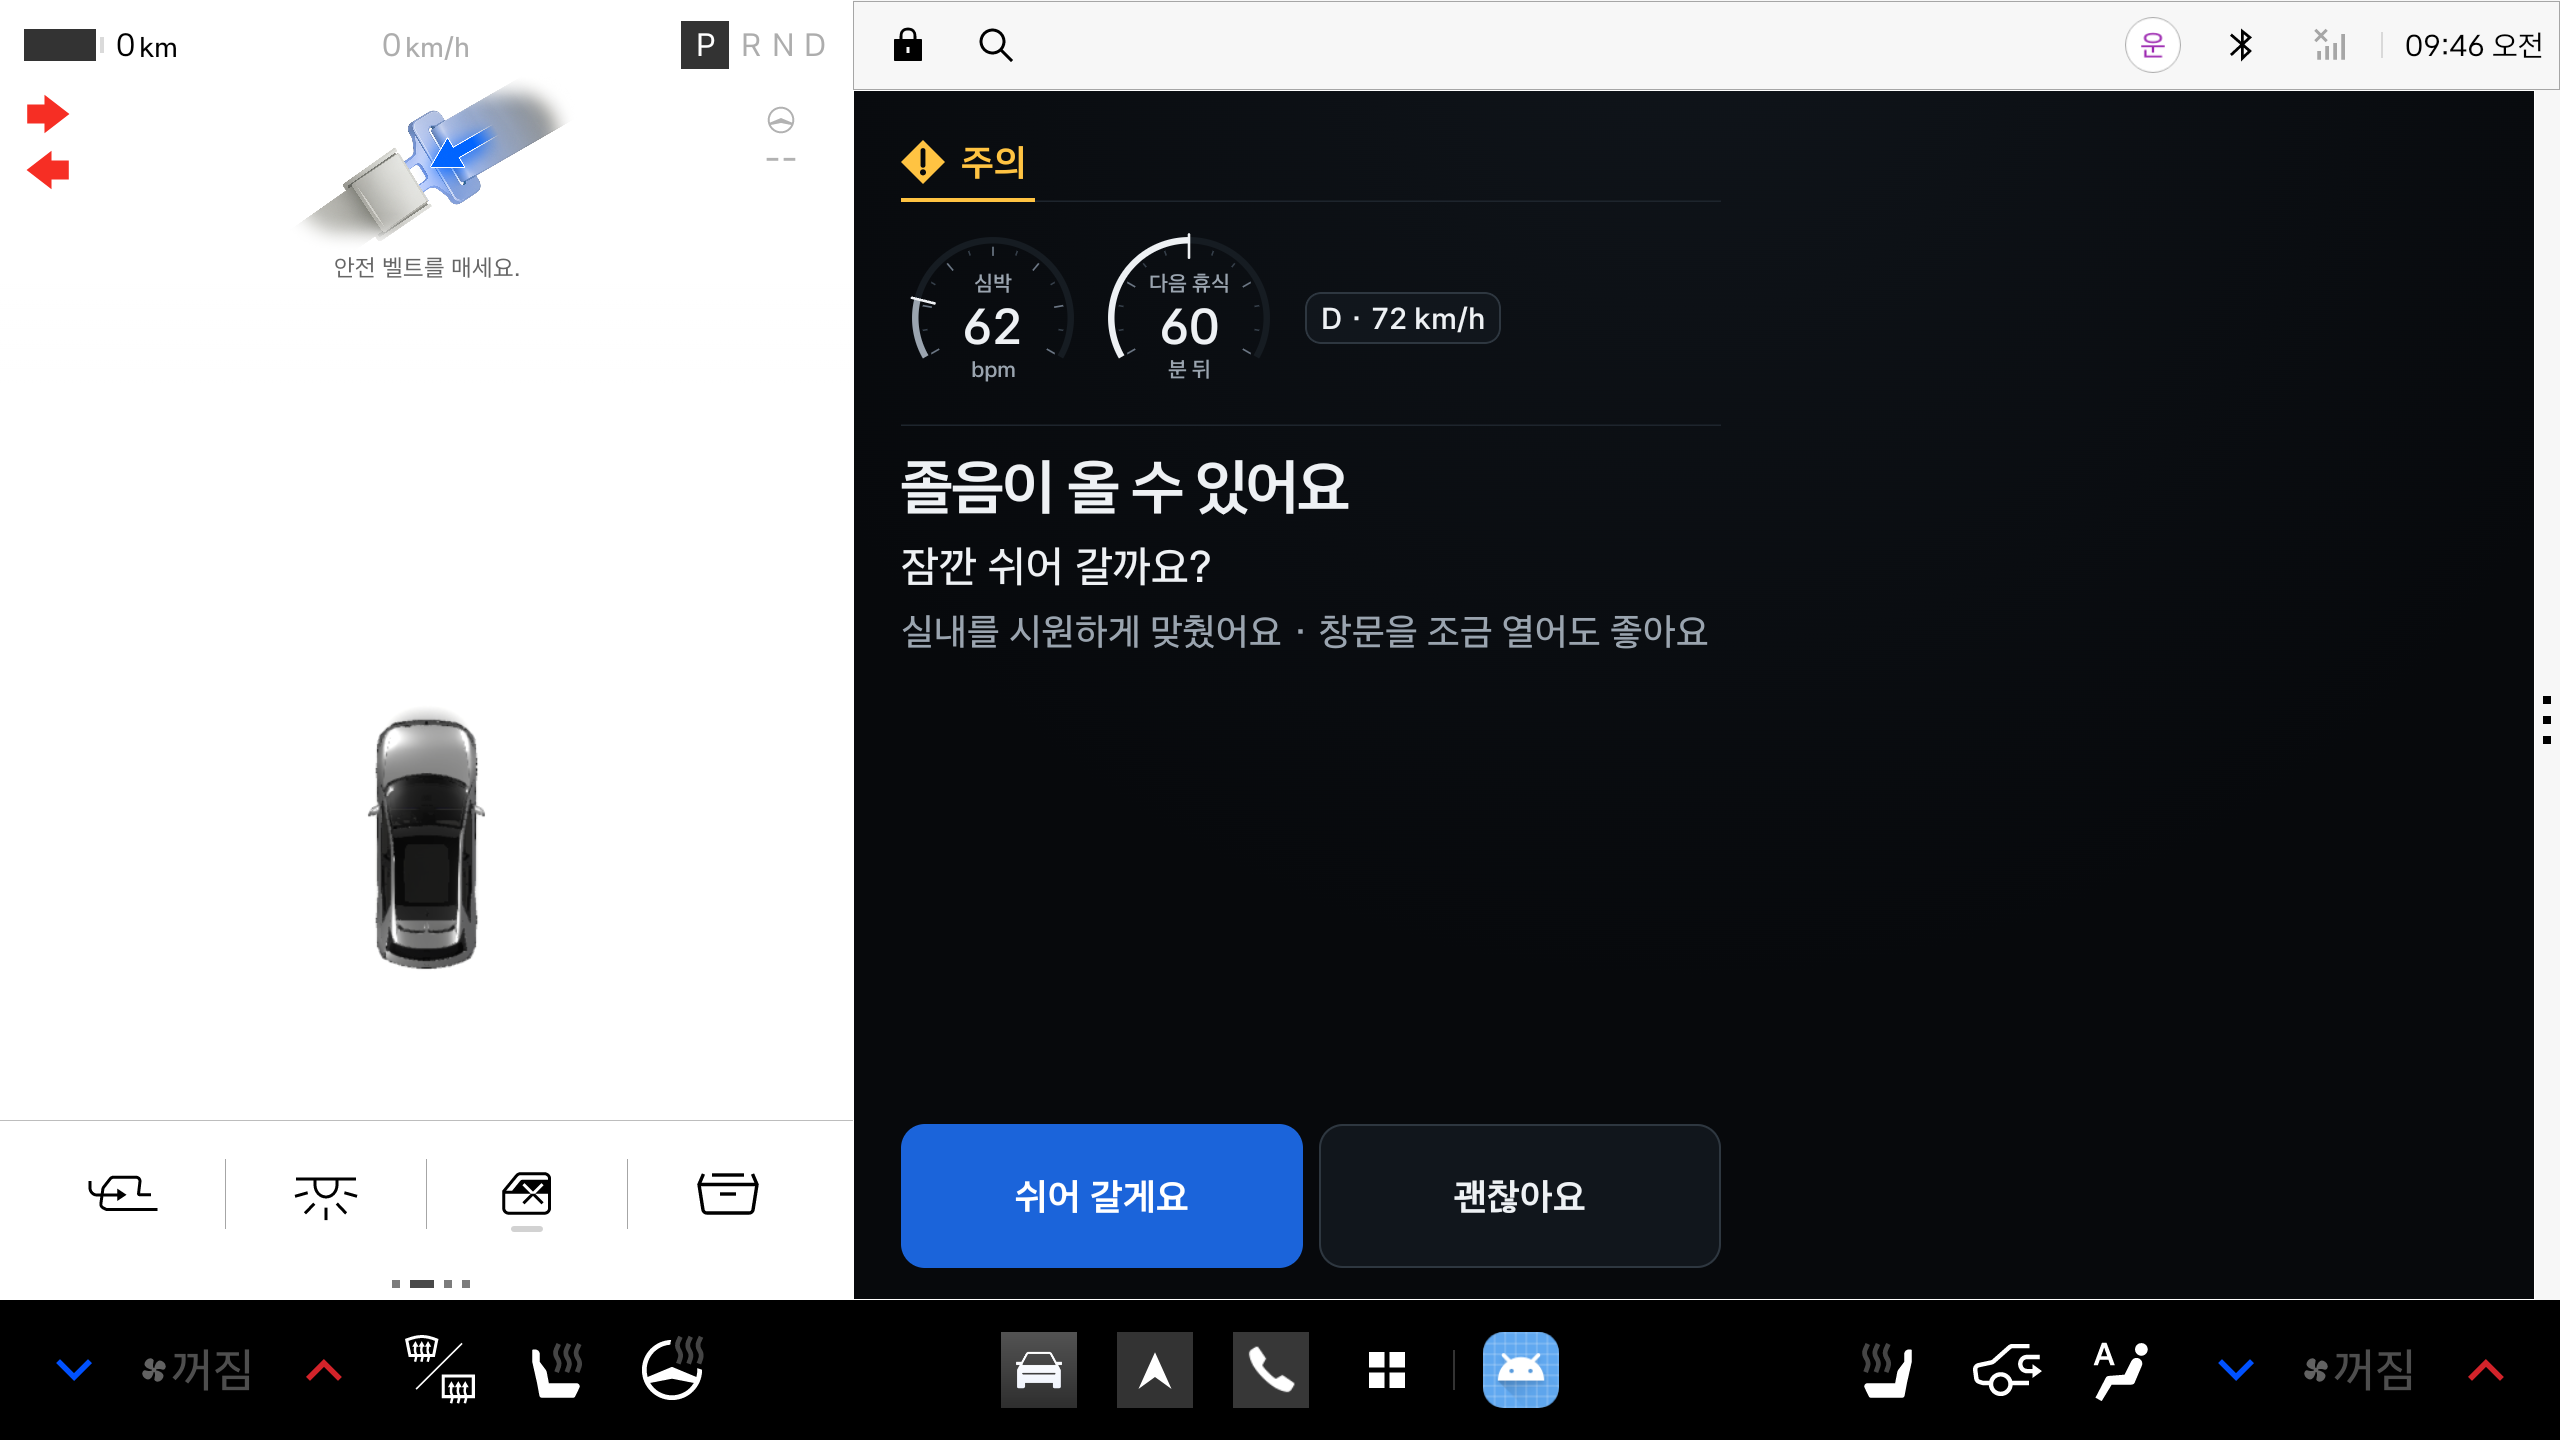 0 km
0 km/h
P R N D
안전 벨트를 매세요.
운
09:46 오전
주의
심박
62
bpm
다음 휴식
60
분 뒤
D · 72 km/h
졸음이 올 수 있어요
잠깐 쉬어 갈까요?
실내를 시원하게 맞췄어요 · 창문을 조금 열어도 좋아요
쉬어 갈게요
괜찮아요
꺼짐
A
꺼짐